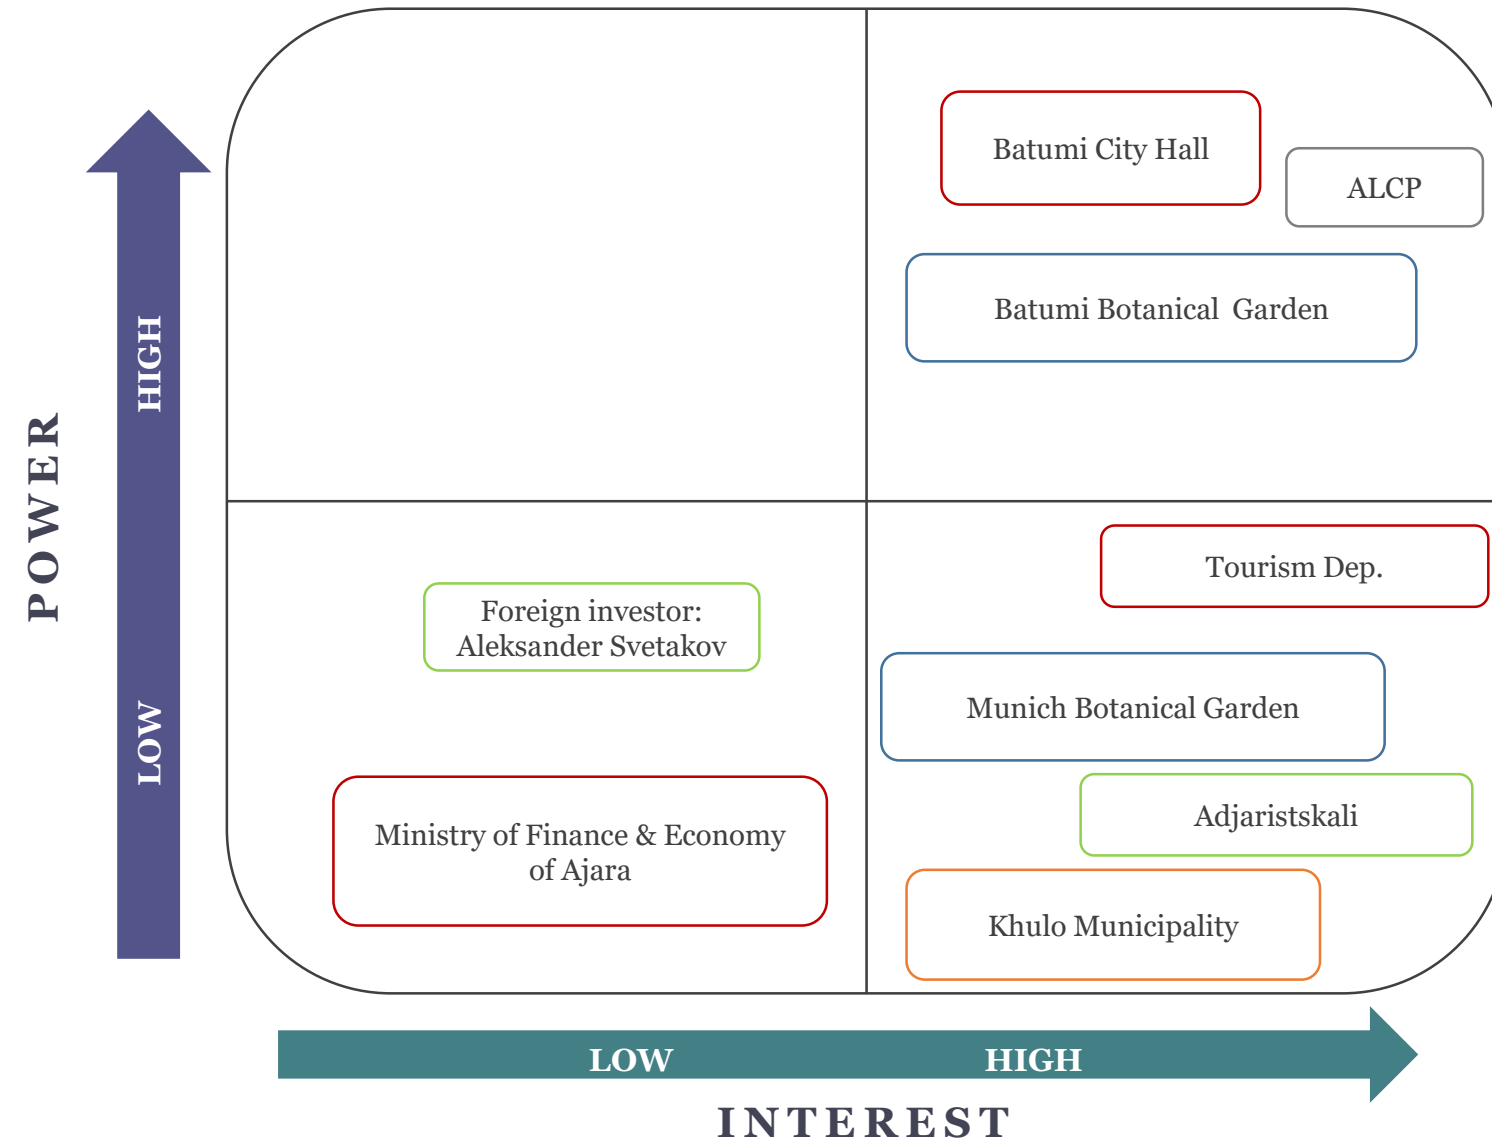 Batumi City Hall
ALCP
Batumi Botanical Garden
HIGH
POWER
Tourism Dep.
Foreign investor:
Aleksander Svetakov
Munich Botanical Garden
LOW
Adjaristskali
Ministry of Finance & Economy
of Ajara
Khulo Municipality
LOW
HIGH
INTEREST